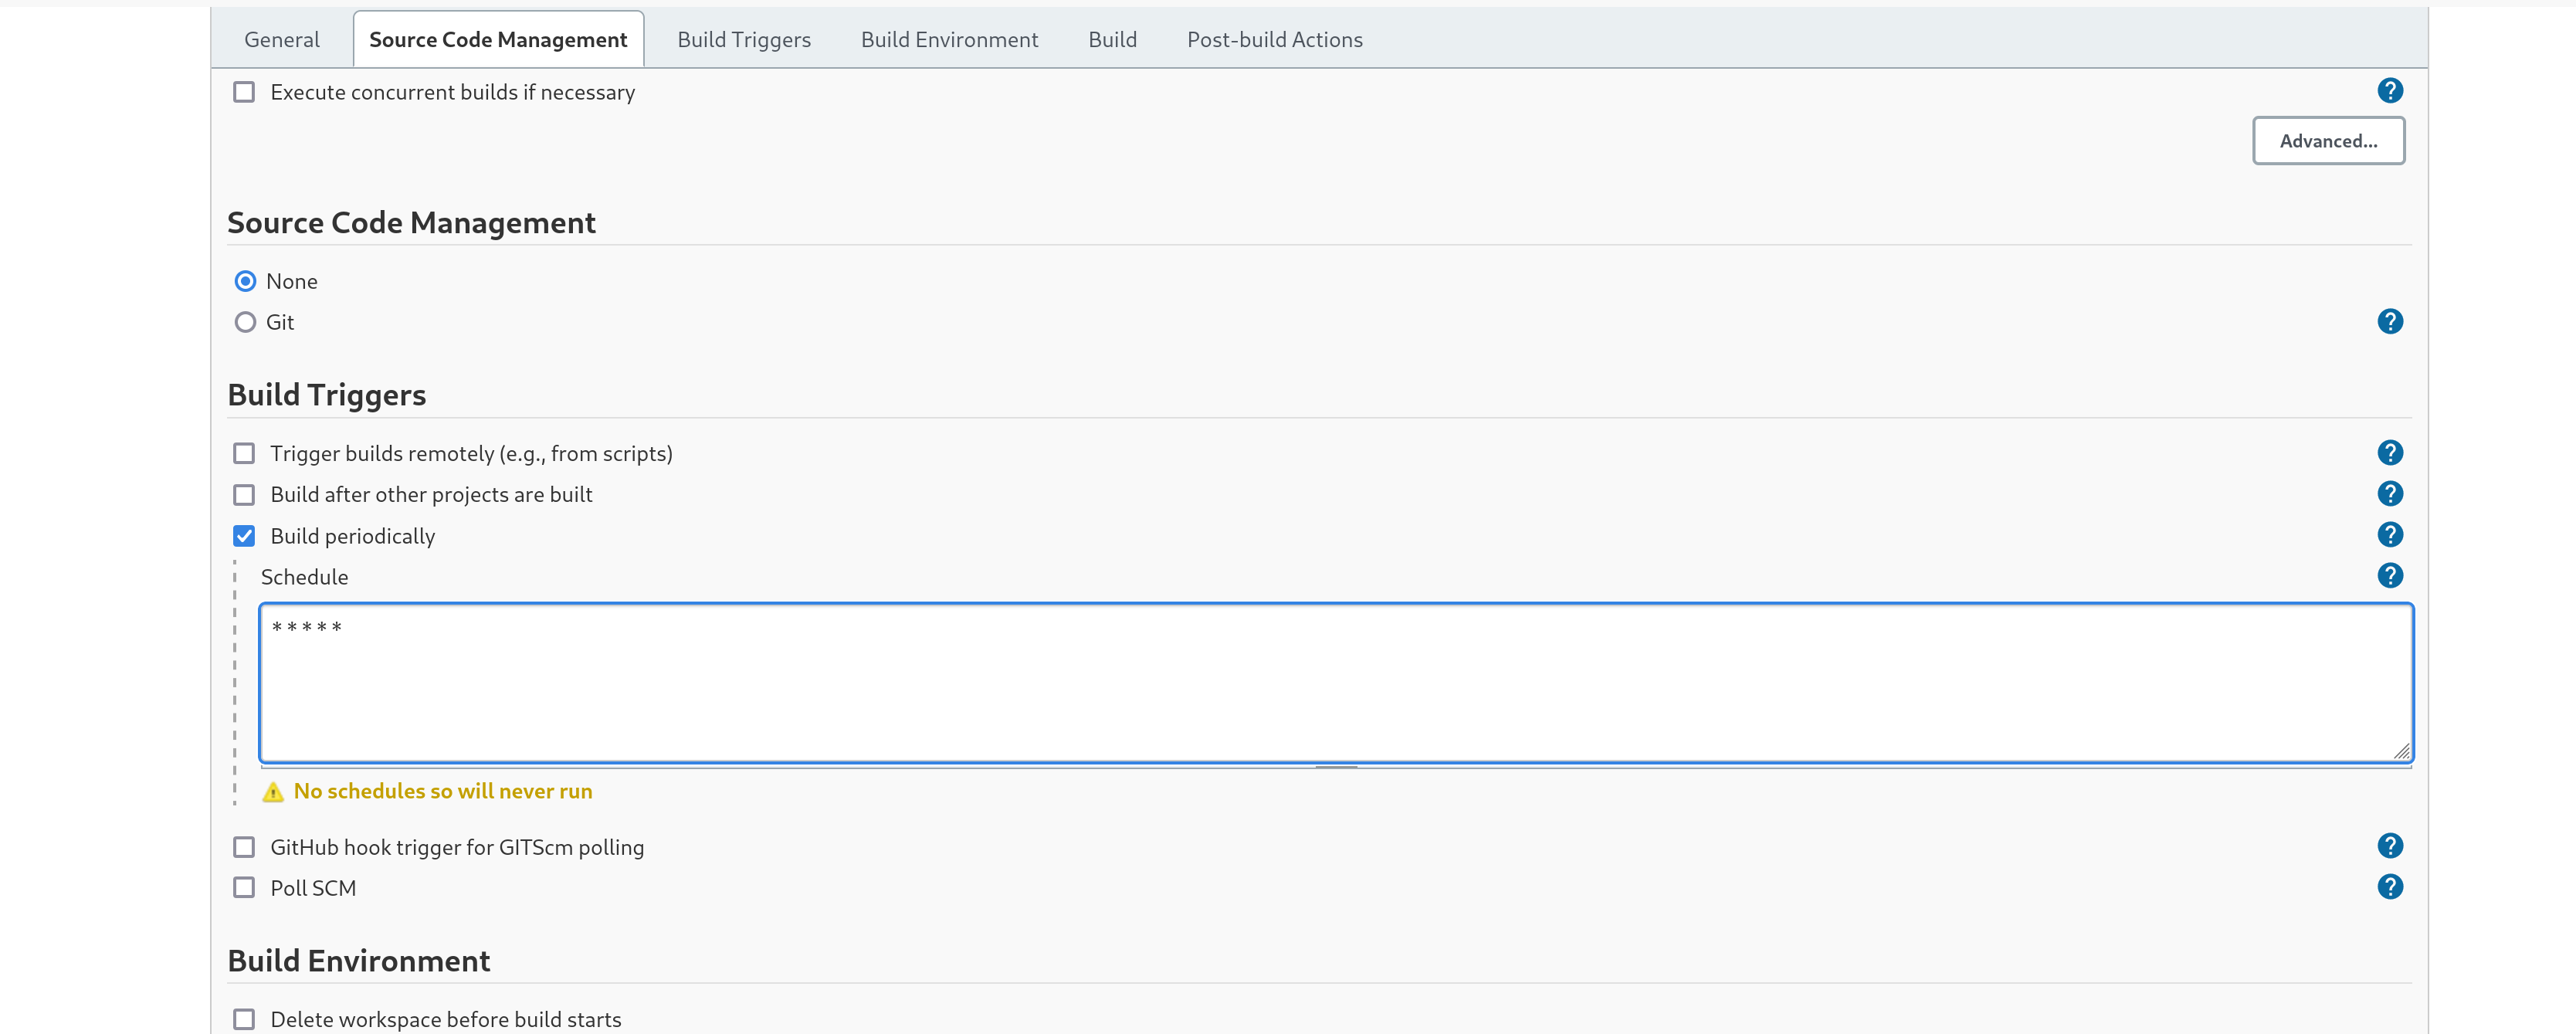 General Source Code Management Build Triggers Build Environment Build Post-build Actions
Execute concurrent builds if necessary
Advanced...
Source Code Management
None
Git
Build Triggers
Trigger builds remotely (e.g., from scripts)
Build after other projects are built
Build periodically
Schedule
* * * * *
No schedules so will never run
GitHub hook trigger for GITScm polling
Poll SCM
Build Environment
Delete workspace before build starts